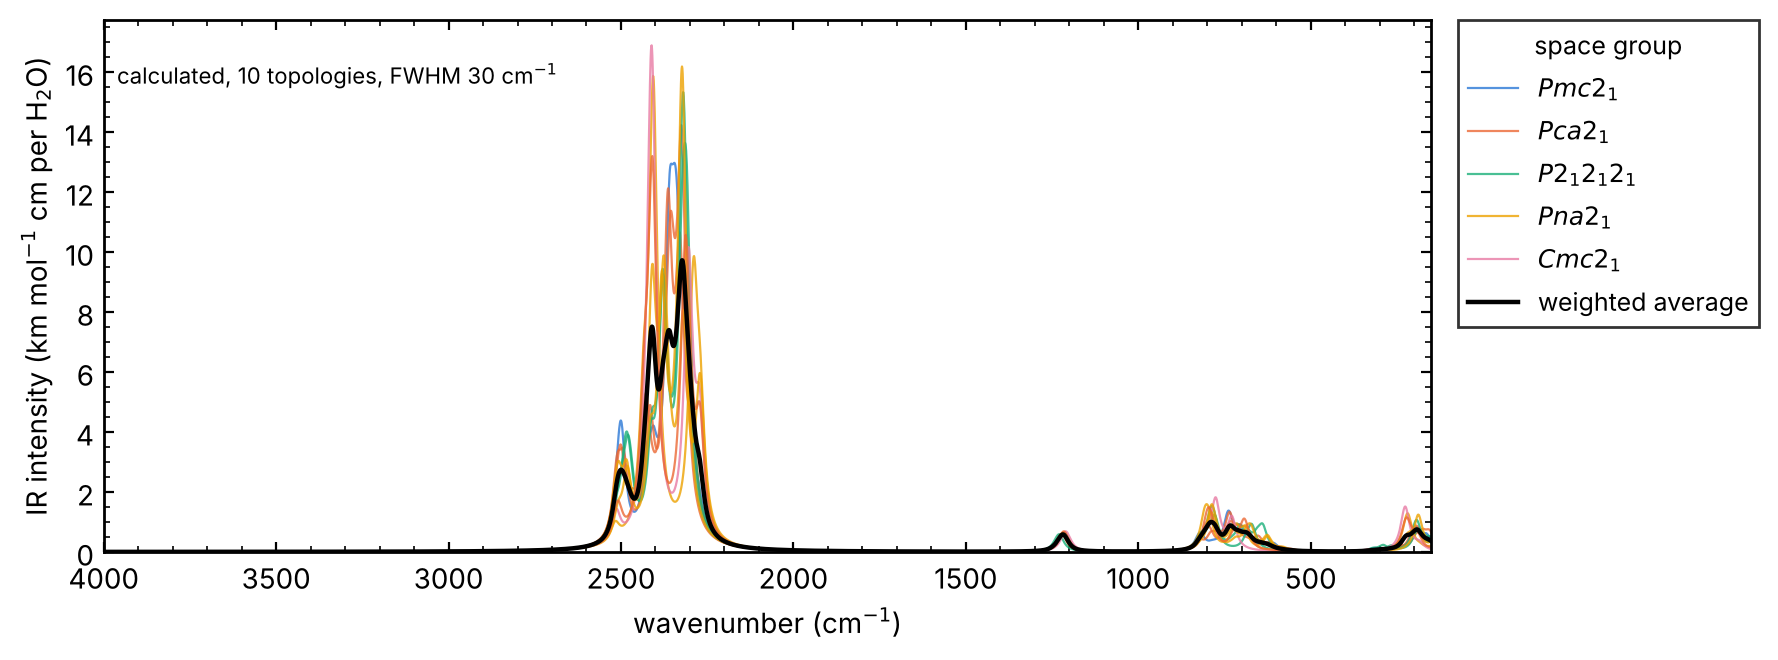 calculated, 10 topologies, FWHM 30 cm⁻¹
IR intensity (km mol⁻¹ cm per H₂O)
16
14
12
10
8
6
4
2
0
4000 3500 3000 2500 2000 1500 1000 500
wavenumber (cm⁻¹)
space group
Pmc2₁
Pca2₁
P2₁2₁2₁
Pna2₁
Cmc2₁
weighted average